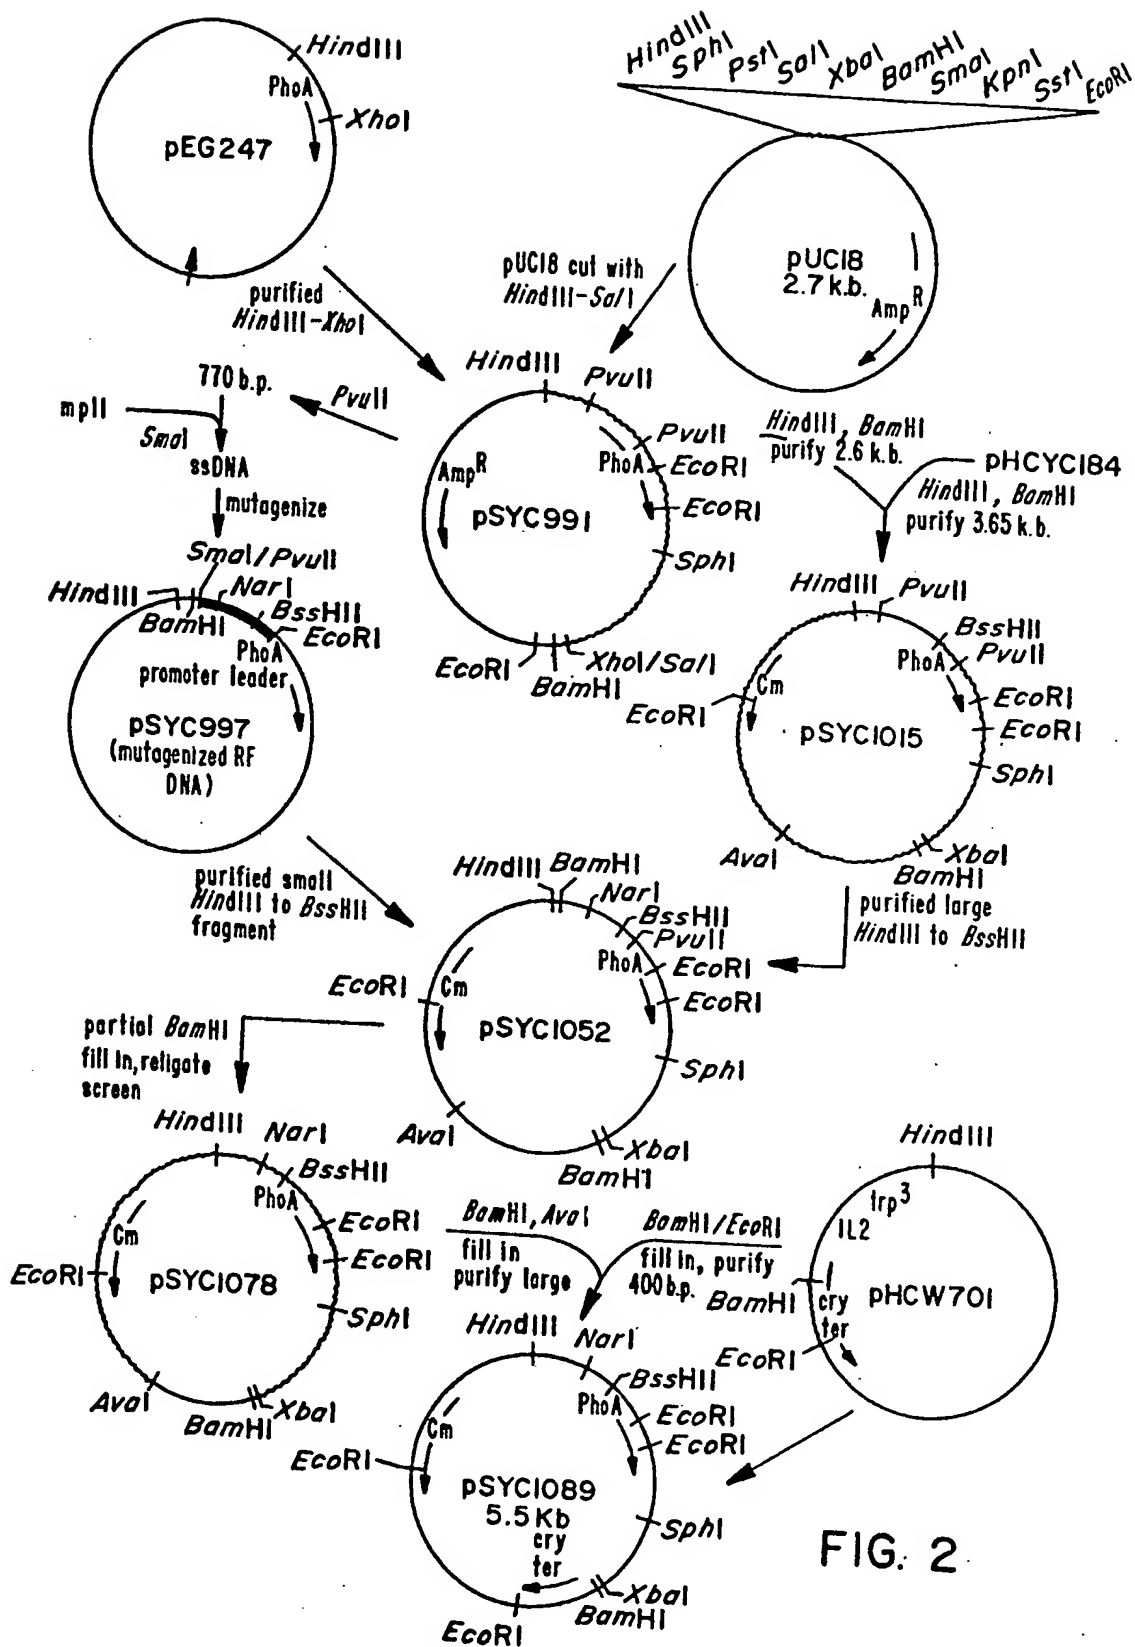 HindIII
PhoA
XhoI
pEG247
HindIII
SphI
PstI
SalI
XbaI
BamHI
SmaI
KpnI
SstI
EcoRI
pUC18
2.7 k.b.
AmpR
purified
HindIII-XhoI
pUC18 cut with
HindIII-SalI
770 b.p.
PvuII
mp11
SmaI
ssDNA
mutagenize
HindIII
PvuII
PvuII
PhoA
EcoRI
EcoRI
AmpR
pSYC991
SphI
EcoRI
BamHI
XhoI/SalI
HindIII, BamHI
purify 2.6 k.b.
pHCYC184
HindIII, BamHI
purify 3.65 k.b.
SmaI/PvuII
HindIII
NarI
BamHI
BssHII
EcoRI
PhoA
promoter leader
pSYC997
(mutagenized RF
DNA)
HindIII
PvuII
BssHII
PhoA
PvuII
Cm
EcoRI
EcoRI
EcoRI
pSYC1015
SphI
AvaI
XbaI
BamHI
purified small
HindIII to BssHII
fragment
purified large
HindIII to BssHII
HindIII
BamHI
NarI
BssHII
PvuII
PhoA
EcoRI
EcoRI
Cm
EcoRI
pSYC1052
SphI
AvaI
XbaI
BamHI
partial BamHI
fill in, religate
screen
HindIII
NarI
BssHII
PhoA
EcoRI
Cm
EcoRI
EcoRI
pSYC1078
SphI
AvaI
XbaI
BamHI
BamHI, AvaI
fill in
purify large
BamHI/EcoRI
fill in, purify
400 b.p.
HindIII
trp3
IL2
BamHI
cry
ter
pHCW701
EcoRI
HindIII
NarI
BssHII
PhoA
EcoRI
EcoRI
Cm
EcoRI
pSYC1089
5.5 Kb
cry
ter
SphI
XbaI
BamHI
EcoRI
FIG. 2